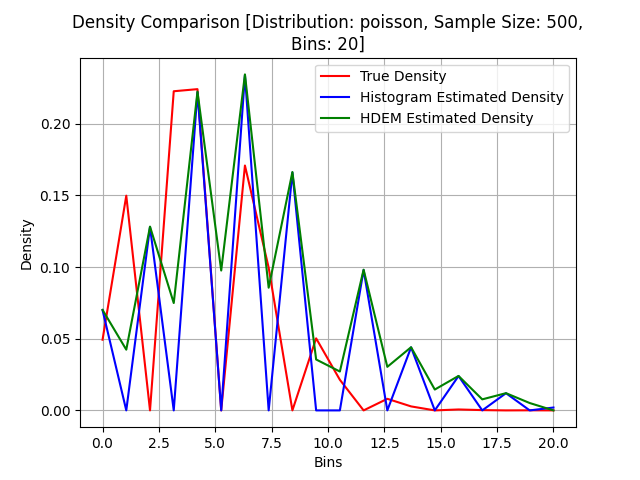 Density Comparison [Distribution: poisson, Sample Size: 500,
Bins: 20]
True Density
Histogram Estimated Density
HDEM Estimated Density
Density
0.20
0.15
0.10
0.05
0.00
0.0 2.5 5.0 7.5 10.0 12.5 15.0 17.5 20.0
Bins